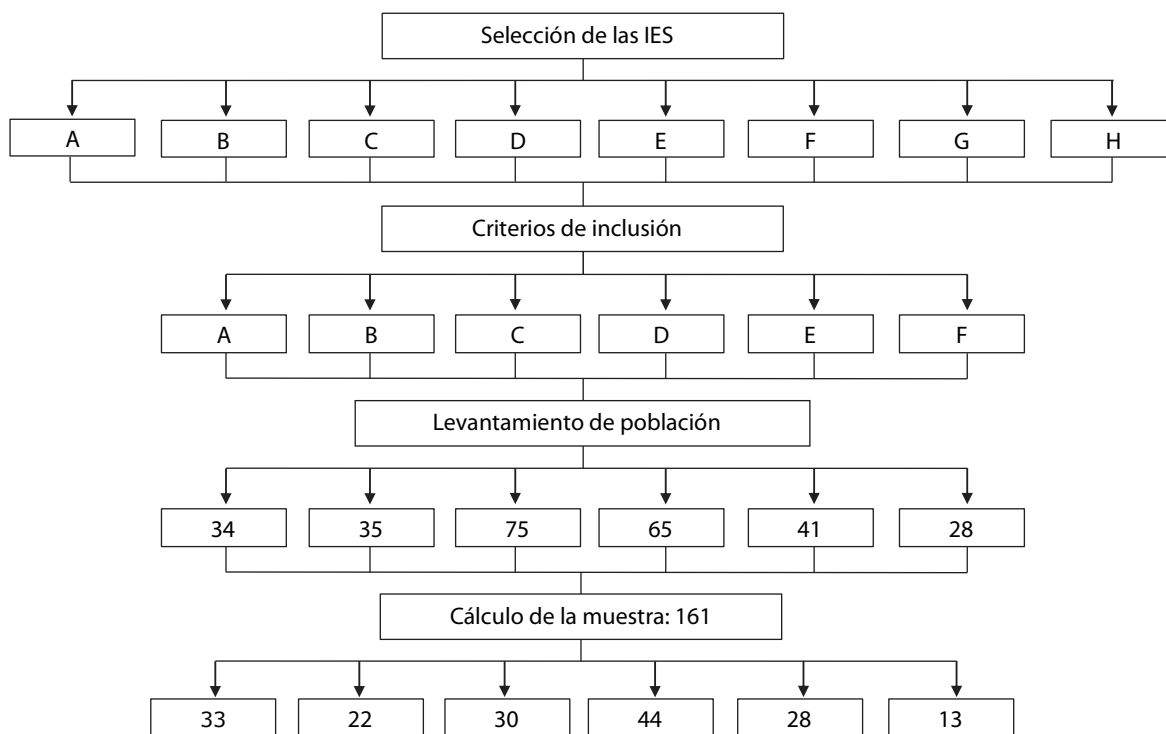 Selección de las IES
A B C D E F G H
Criterios de inclusión
A B C D E F
Levantamiento de población
34 35 75 65 41 28
Cálculo de la muestra: 161
33 22 30 44 28 13